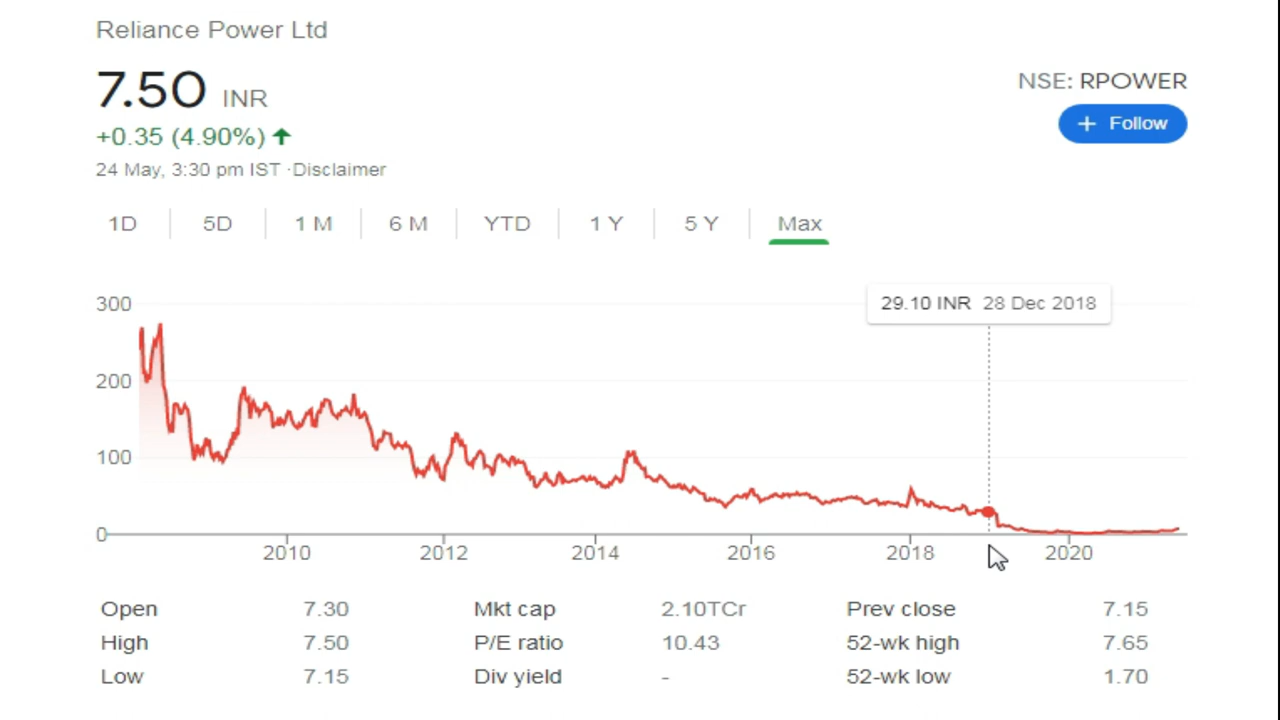 Reliance Power Ltd
7.50 INR
NSE: RPOWER
+0.35 (4.90%)
+ Follow
24 May, 3:30 pm IST ·Disclaimer
1D 5D 1 M 6 M YTD 1 Y 5 Y Max
300
29.10 INR 28 Dec 2018
200
100
0
2010 2012 2014 2016 2018 2020
Open 7.30 Mkt cap 2.10TCr Prev close 7.15
High 7.50 P/E ratio 10.43 52-wk high 7.65
Low 7.15 Div yield - 52-wk low 1.70